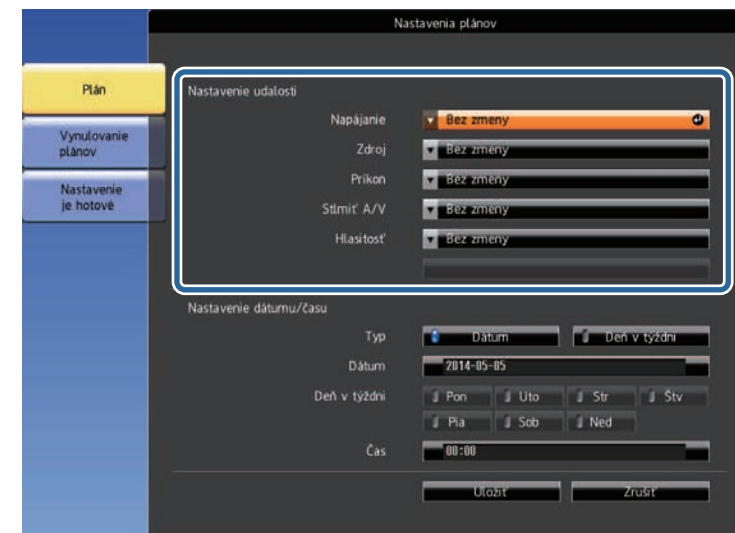 Nastavenia plánov
Plán
Vynulovanie
plánov
Nastavenie
je hotové
Nastavenie udalosti
Napájanie Bez zmeny
Zdroj Bez zmeny
Príkon Bez zmeny
Stlmiť A/V Bez zmeny
Hlasitosť Bez zmeny
Nastavenie dátumu/času
Typ Dátum Deň v týždni
Dátum 2014-05-05
Deň v týždni Pon Uto Str Štv
Pia Sob Ned
Čas 00:00
Uložiť Zrušiť